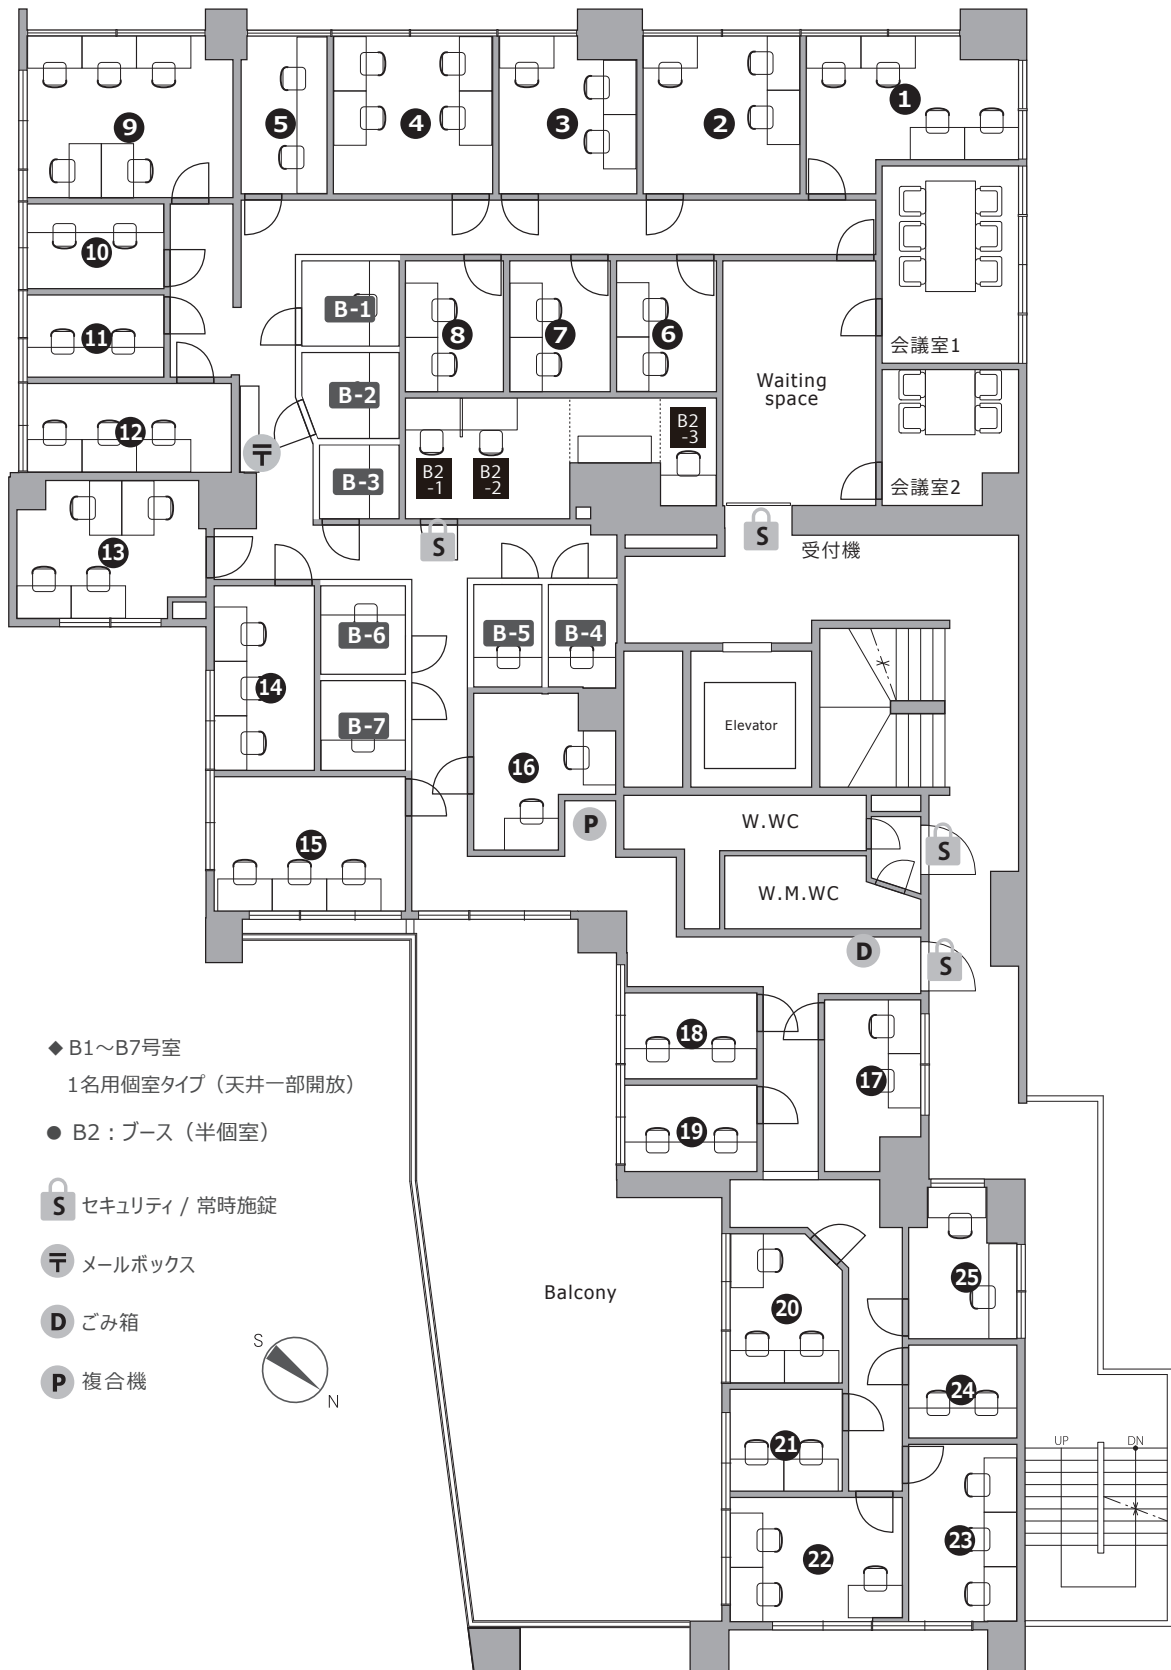 5
4
3
2
1
9
10
11
12
B-1
B-2
B-3
8
7
6
Waiting
space
会議室1
会議室2
B2
-1
B2
-2
B2
-3
〒
S
S
受付機
13
14
B-6
B-7
B-5
B-4
15
16
P
Elevator
W.WC
W.M.WC
S
D
S
18
17
19
◆ B1～B7号室
1名用個室タイプ（天井一部開放）
● B2：ブース（半個室）
S セキュリティ / 常時施錠
〒 メールボックス
D ごみ箱
P 複合機
S
N
Balcony
20
25
24
21
22
23
UP
DN